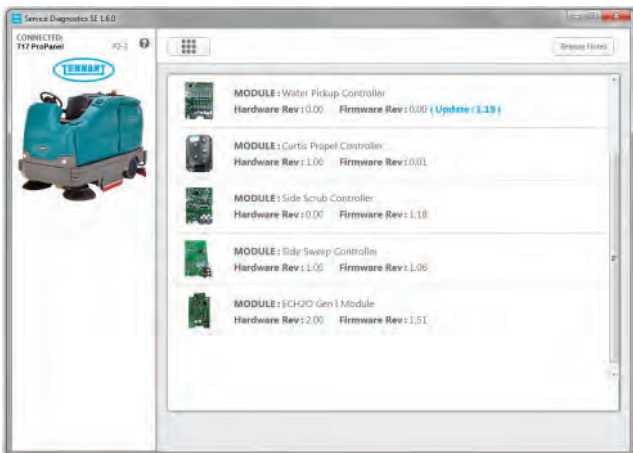 Service Diagnostics SE 1.6.0
CONNECTED:
T17 ProPanel P2-3
?
Release Notes
TENNANT
MODULE : Water Pickup Controller
Hardware Rev : 0.00 Firmware Rev : 0.00 ( Update : 1.19 )
MODULE : Curtis Propel Controller
Hardware Rev : 1.00 Firmware Rev : 0.01
MODULE : Side Scrub Controller
Hardware Rev : 0.00 Firmware Rev : 1.18
MODULE : Side Sweep Controller
Hardware Rev : 1.00 Firmware Rev : 1.06
MODULE : ECH2O Gen I Module
Hardware Rev : 2.00 Firmware Rev : 1.51